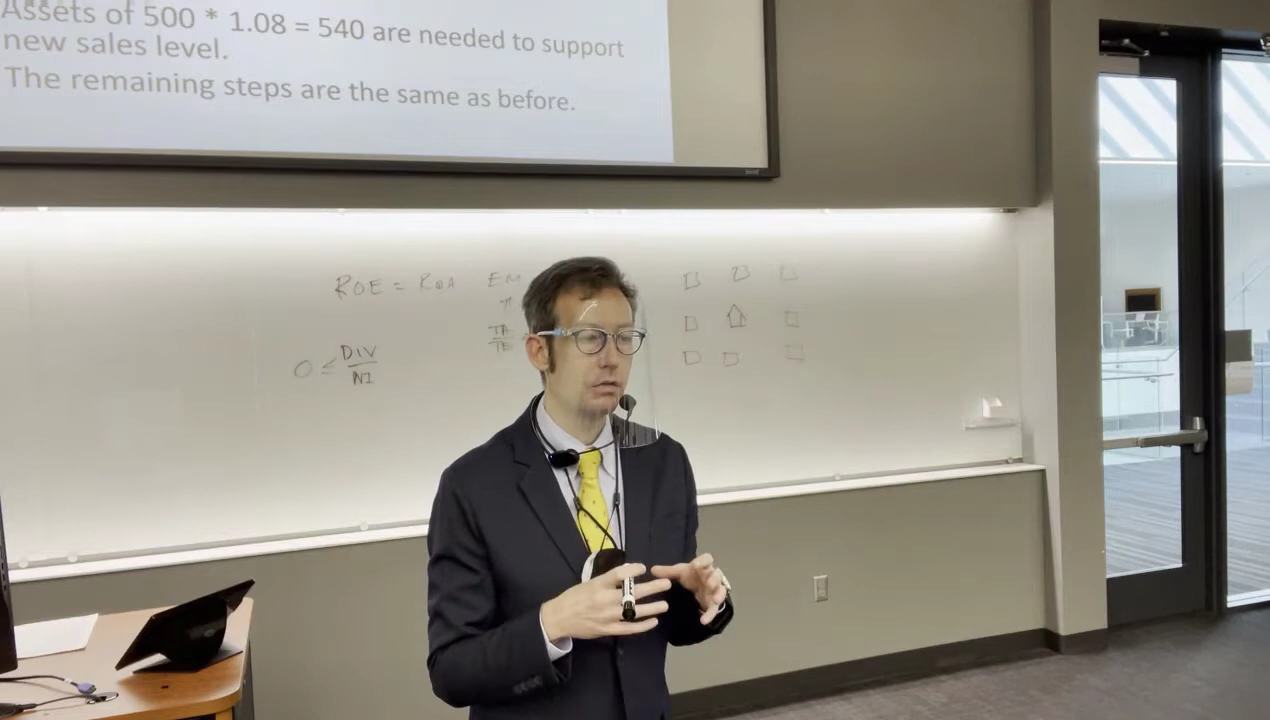 Assets of 500 * 1.08 = 540 are needed to support
new sales level.
The remaining steps are the same as before.
ROE = ROA EM
TA
TE
0 ≤ DIV
NI